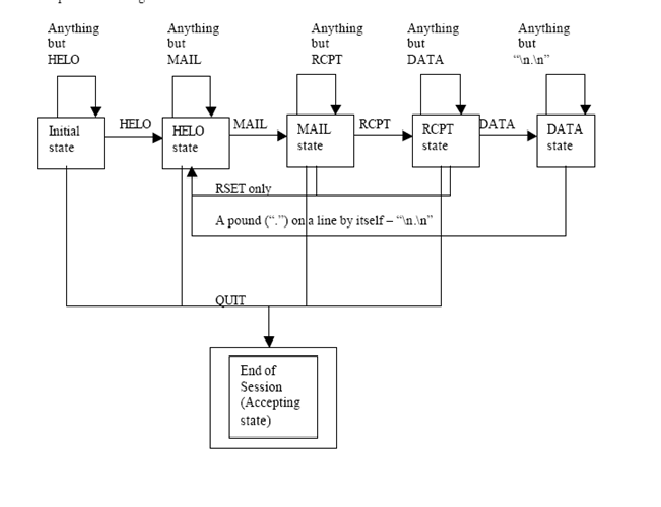 Anything
but
HELO
Anything
but
MAIL
Anything
but
RCPT
Anything
but
DATA
Anything
but
“\n.\n”
Initial
state
HELO
HELO
state
MAIL
MAIL
state
RCPT
RCPT
state
DATA
DATA
state
RSET only
A pound (“.”) on a line by itself – “\n.\n”
QUIT
End of
Session
(Accepting
state)